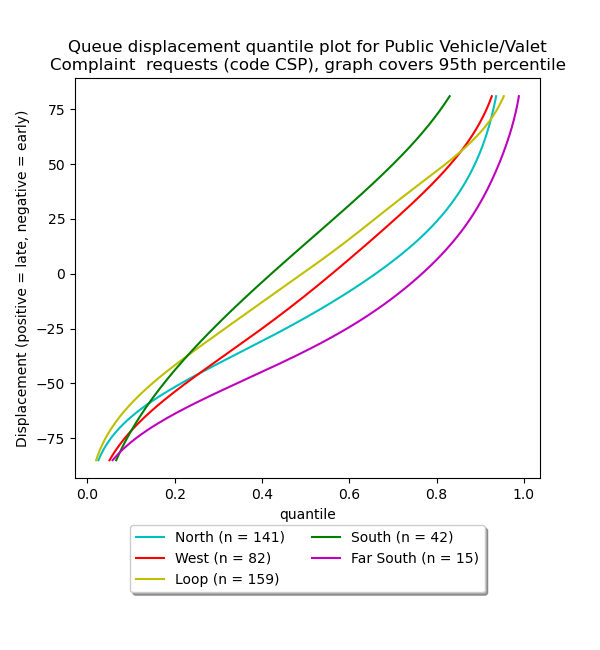 Queue displacement quantile plot for Public Vehicle/Valet
Complaint  requests (code CSP), graph covers 95th percentile
Displacement (positive = late, negative = early)
75
50
25
0
−25
−50
−75
0.0 0.2 0.4 0.6 0.8 1.0
quantile
North (n = 141)
West (n = 82)
Loop (n = 159)
South (n = 42)
Far South (n = 15)